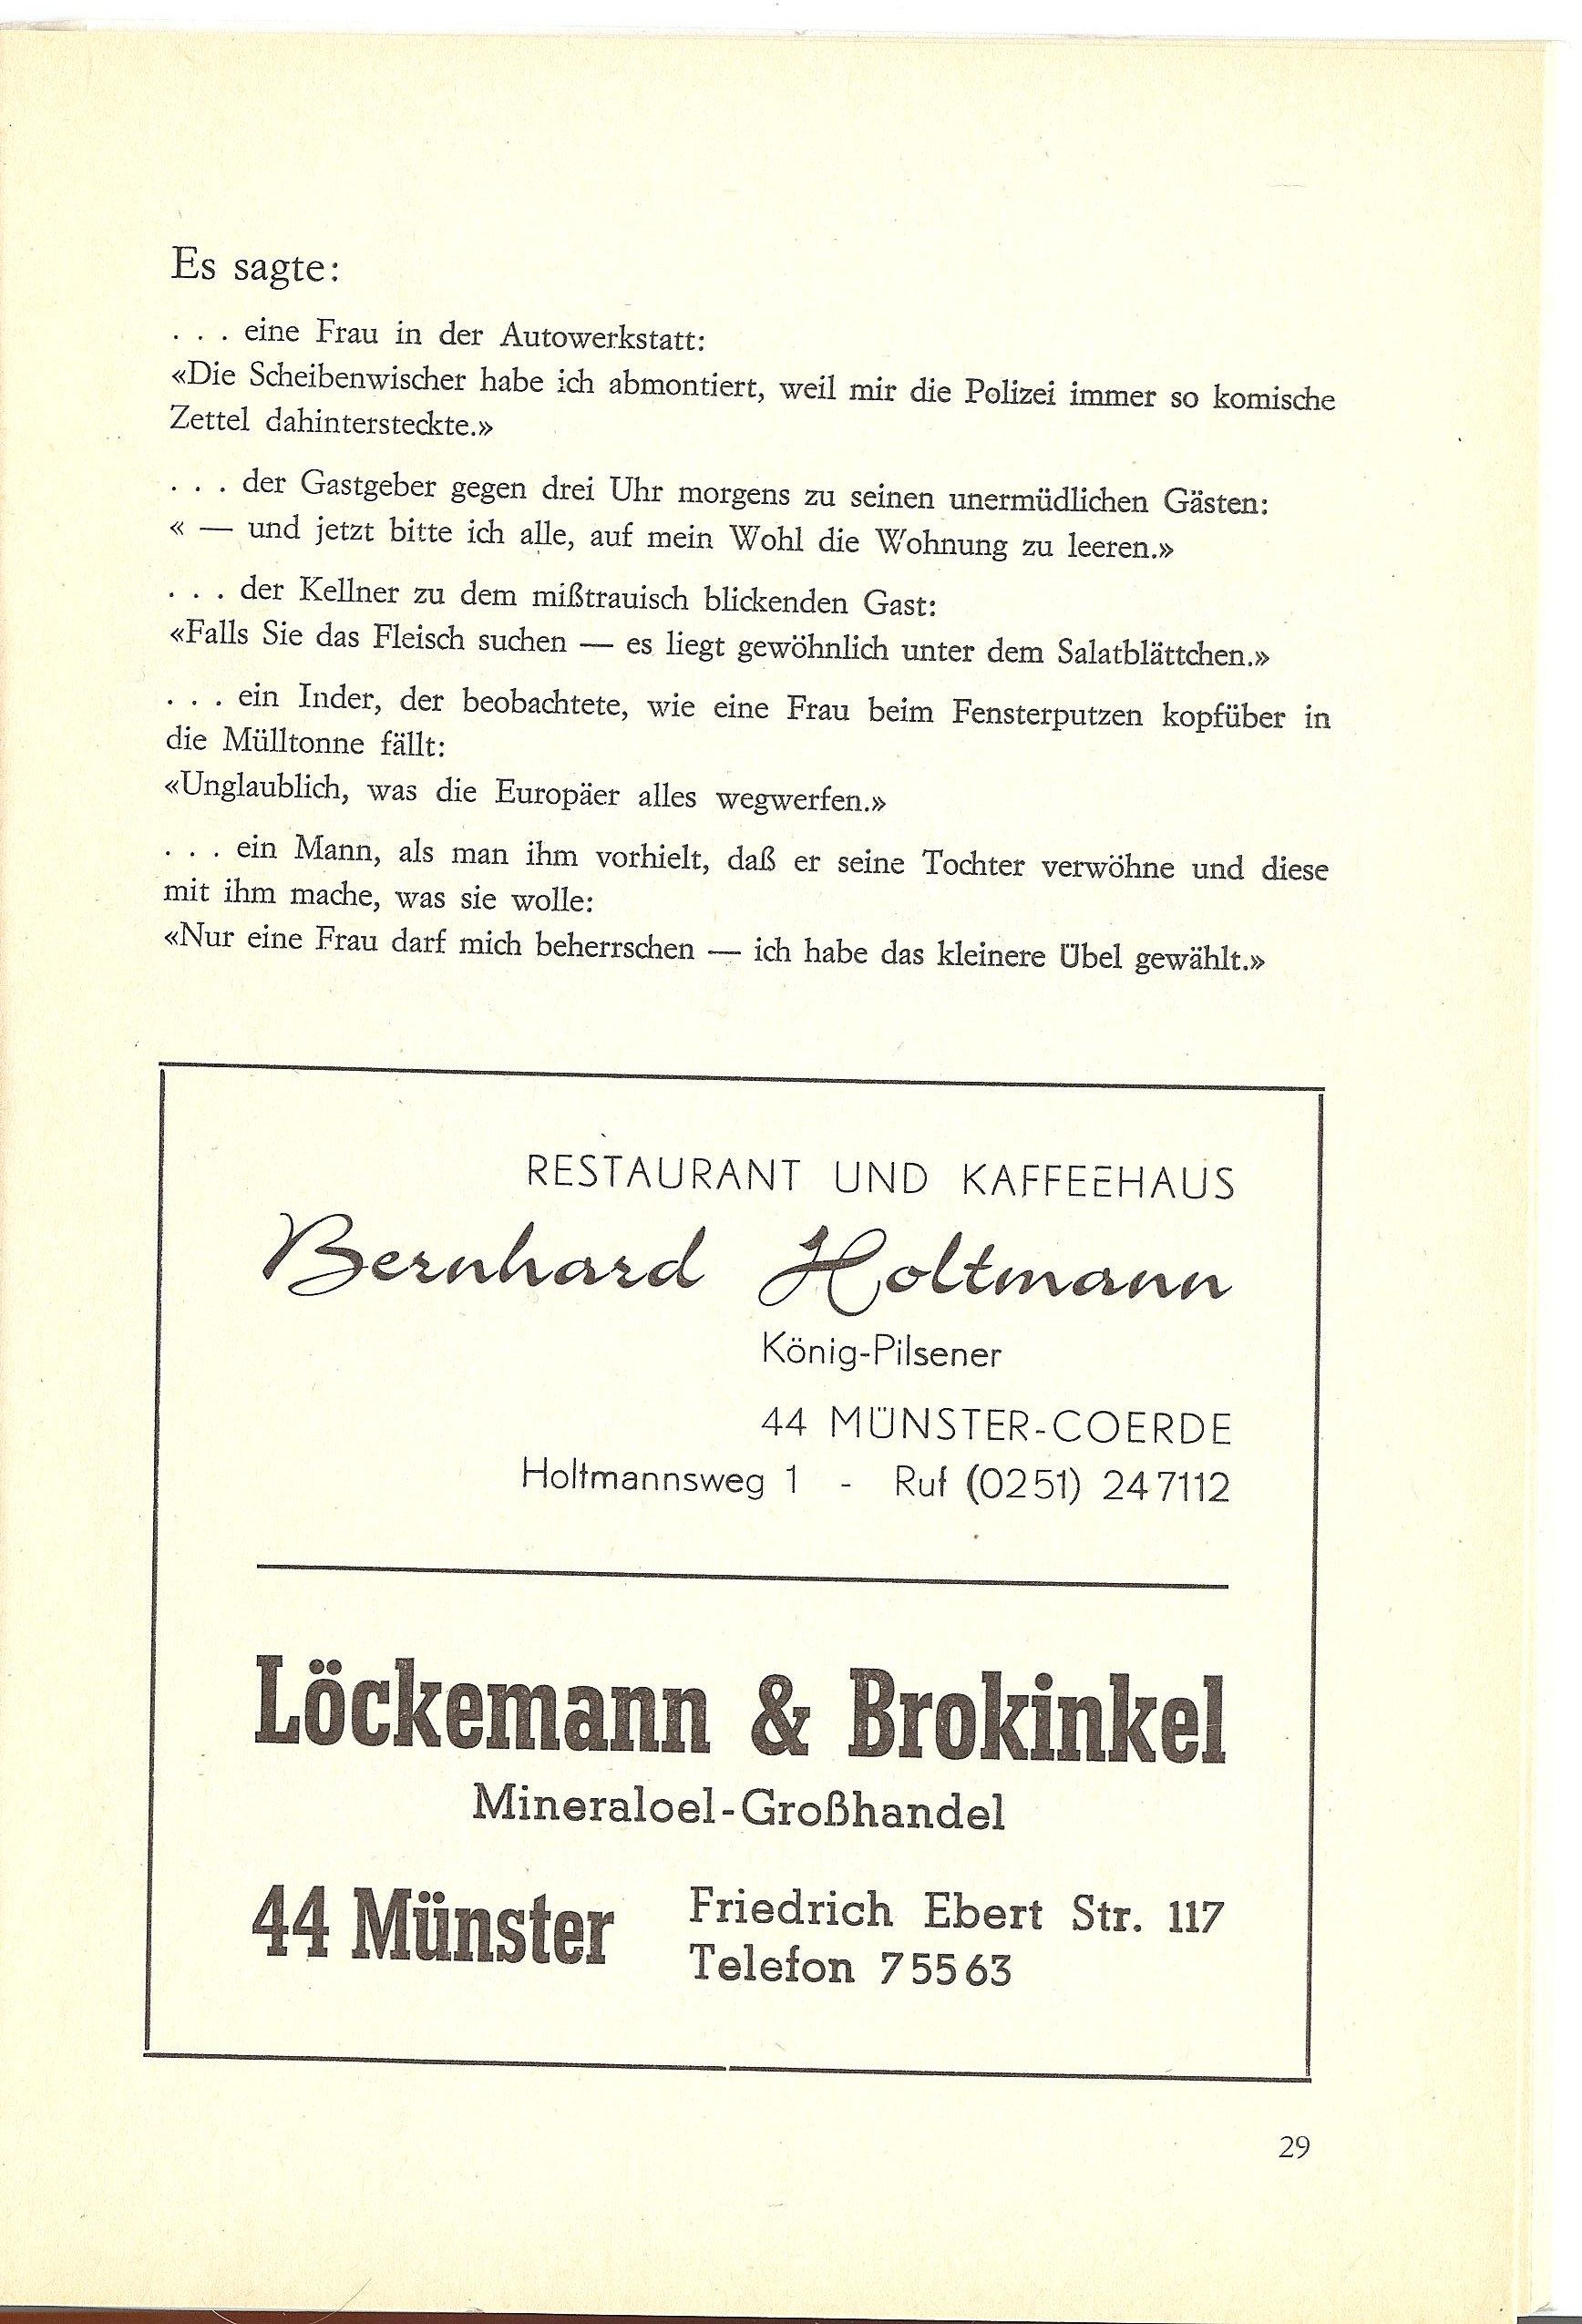 Es sagte:
. . . eine Frau in der Autowerkstatt:
«Die Scheibenwischer habe ich abmontiert, weil mir die Polizei immer so komische
Zettel dahintersteckte.»
. . . der Gastgeber gegen drei Uhr morgens zu seinen unermüdlichen Gästen:
« — und jetzt bitte ich alle, auf mein Wohl die Wohnung zu leeren.»
. . . der Kellner zu dem mißtrauisch blickenden Gast:
«Falls Sie das Fleisch suchen — es liegt gewöhnlich unter dem Salatblättchen.»
. . . ein Inder, der beobachtete, wie eine Frau beim Fensterputzen kopfüber in
die Mülltonne fällt:
«Unglaublich, was die Europäer alles wegwerfen.»
. . . ein Mann, als man ihm vorhielt, daß er seine Tochter verwöhne und diese
mit ihm mache, was sie wolle:
«Nur eine Frau darf mich beherrschen — ich habe das kleinere Übel gewählt.»
RESTAURANT UND KAFFEEHAUS
Bernhard Holtmann
König-Pilsener
44 MÜNSTER-COERDE
Holtmannsweg 1 - Ruf (0251) 24 7112
Löckemann & Brokinkel
Mineraloel-Großhandel
44 Münster
Friedrich Ebert Str. 117
Telefon 7 55 63
29